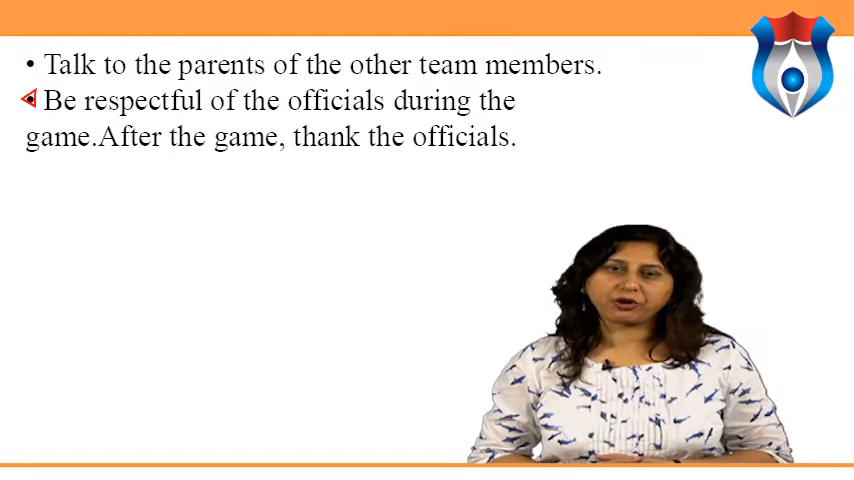 • Talk to the parents of the other team members.
• Be respectful of the officials during the
game.After the game, thank the officials.